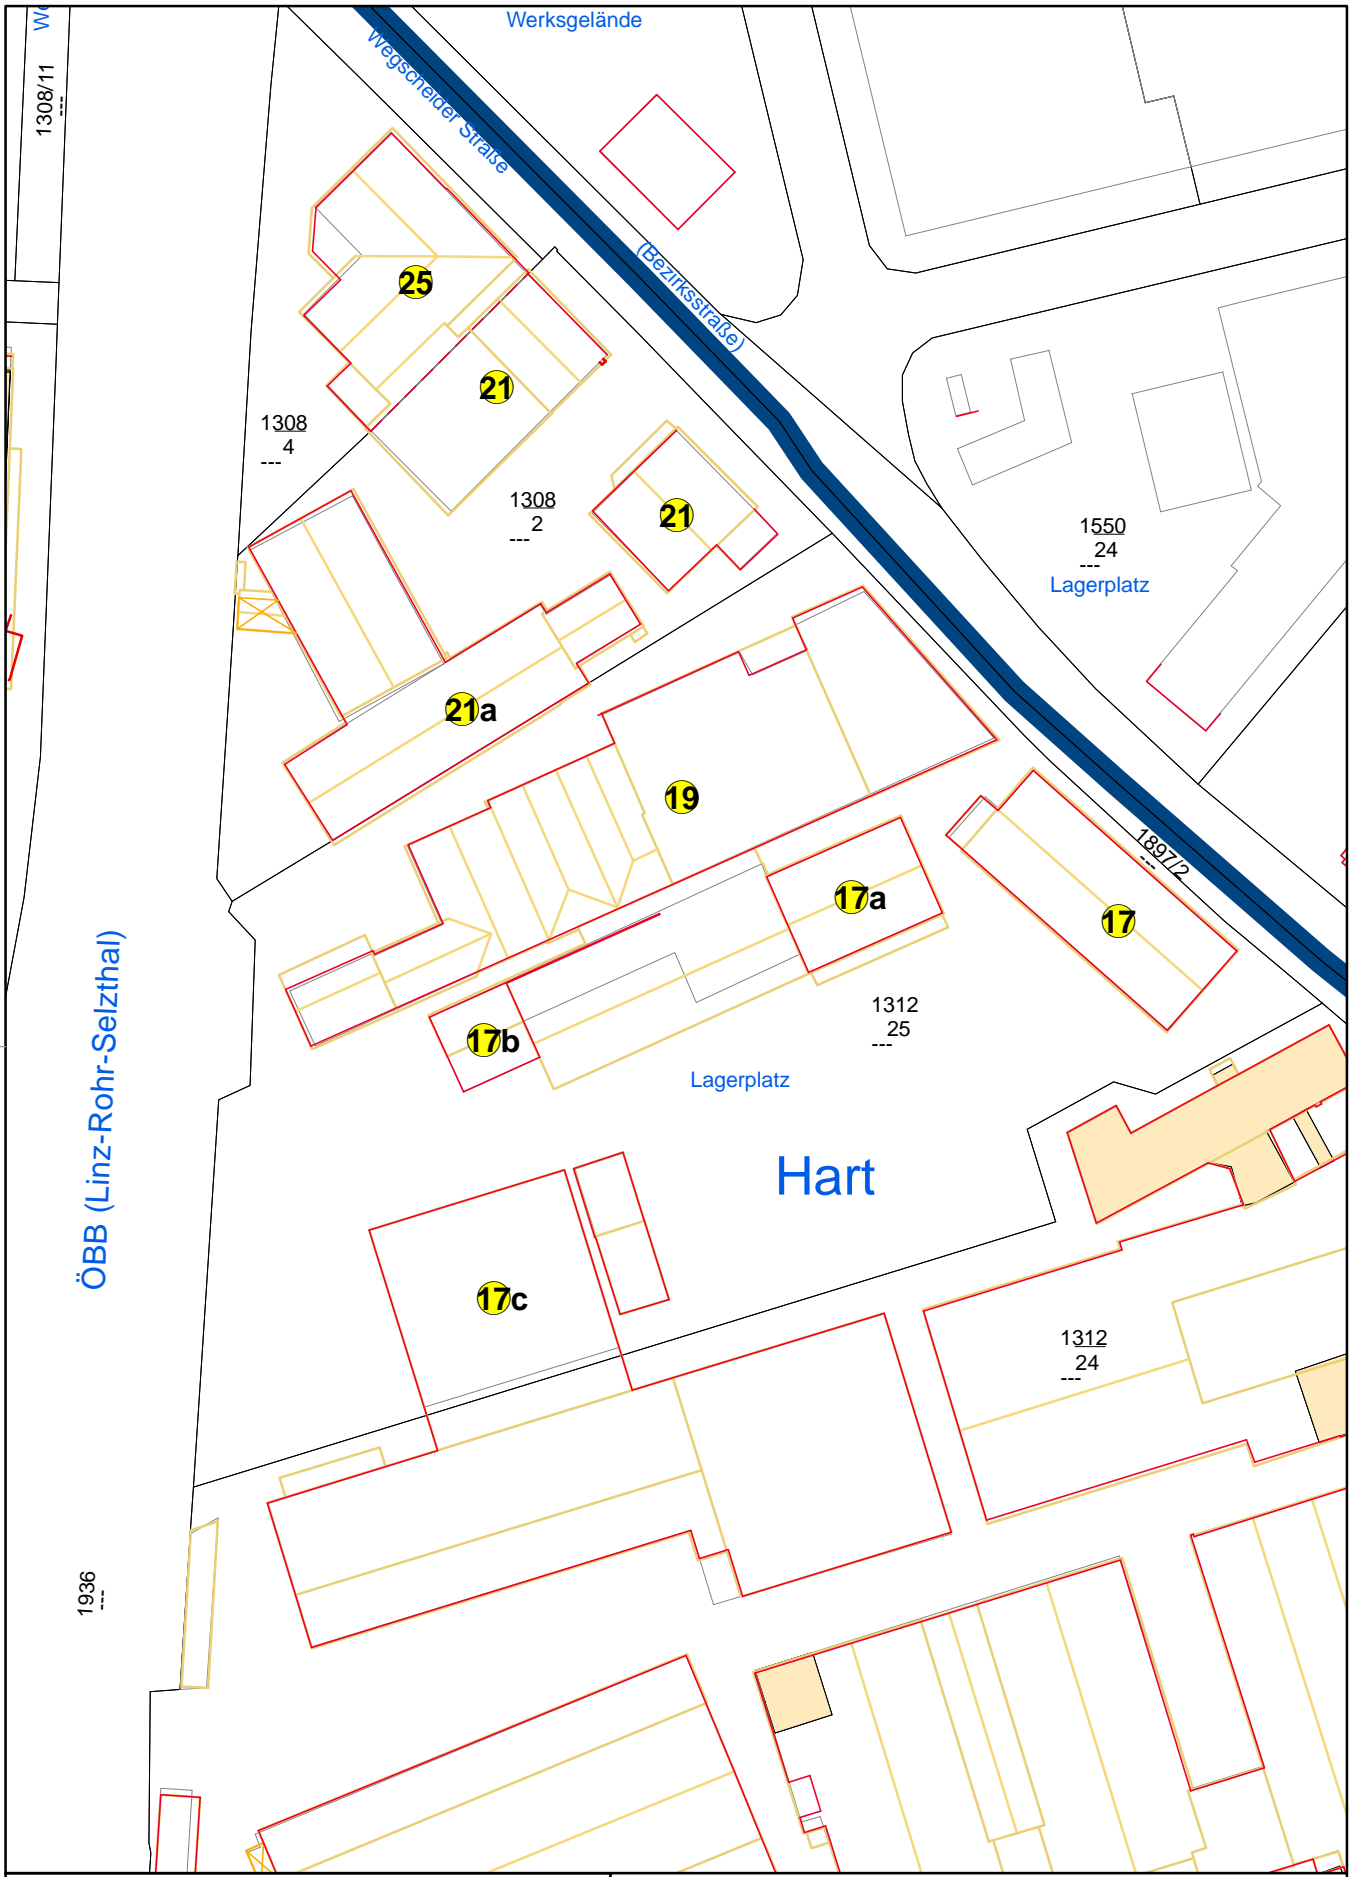 Werksgelände
1308/11
---
Wegscheider Straße
(Bezirksstraße)
25
21
1308
4
---
1308
2
---
21
1550
24
---
Lagerplatz
21a
19
1897/2
---
17a
17
ÖBB (Linz-Rohr-Selzthal)
1312
25
---
17b
Lagerplatz
Hart
17c
1312
24
---
1936
---